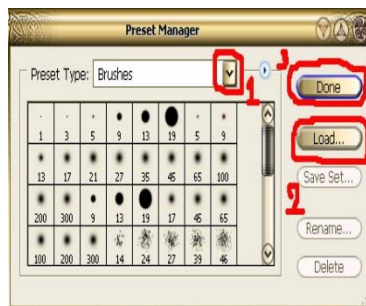 Preset Manager
Preset Type: Brushes
1
3
Done
1 3 5 9 13 19 5 9
Load...
13 17 21 27 35 45 65 100
Save Set...
2
200 300 9 13 19 17 45 65
Rename...
100 200 300 14 24 27 39 46
Delete